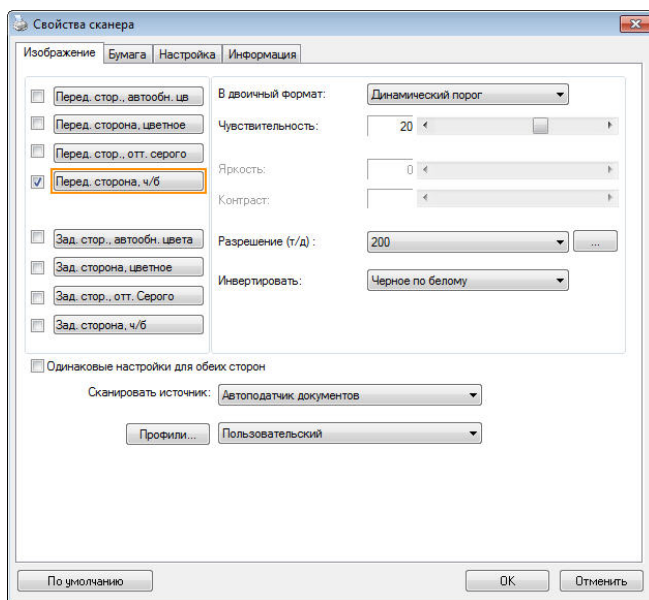 Свойства сканера
Изображение Бумага Настройка Информация
Перед. стор., автообн. цв
Перед. сторона, цветное
Перед. стор., отт. серого
Перед. сторона, ч/б
Зад. стор., автообн. цвета
Зад. сторона, цветное
Зад. стор., отт. Серого
Зад. сторона, ч/б
В двоичный формат: Динамический порог
Чувствительность: 20
Яркость: 0
Контраст:
Разрешение (т/д) : 200 ...
Инвертировать: Черное по белому
Одинаковые настройки для обеих сторон
Сканировать источник: Автоподатчик документов
Профили... Пользовательский
По умолчанию OK Отменить